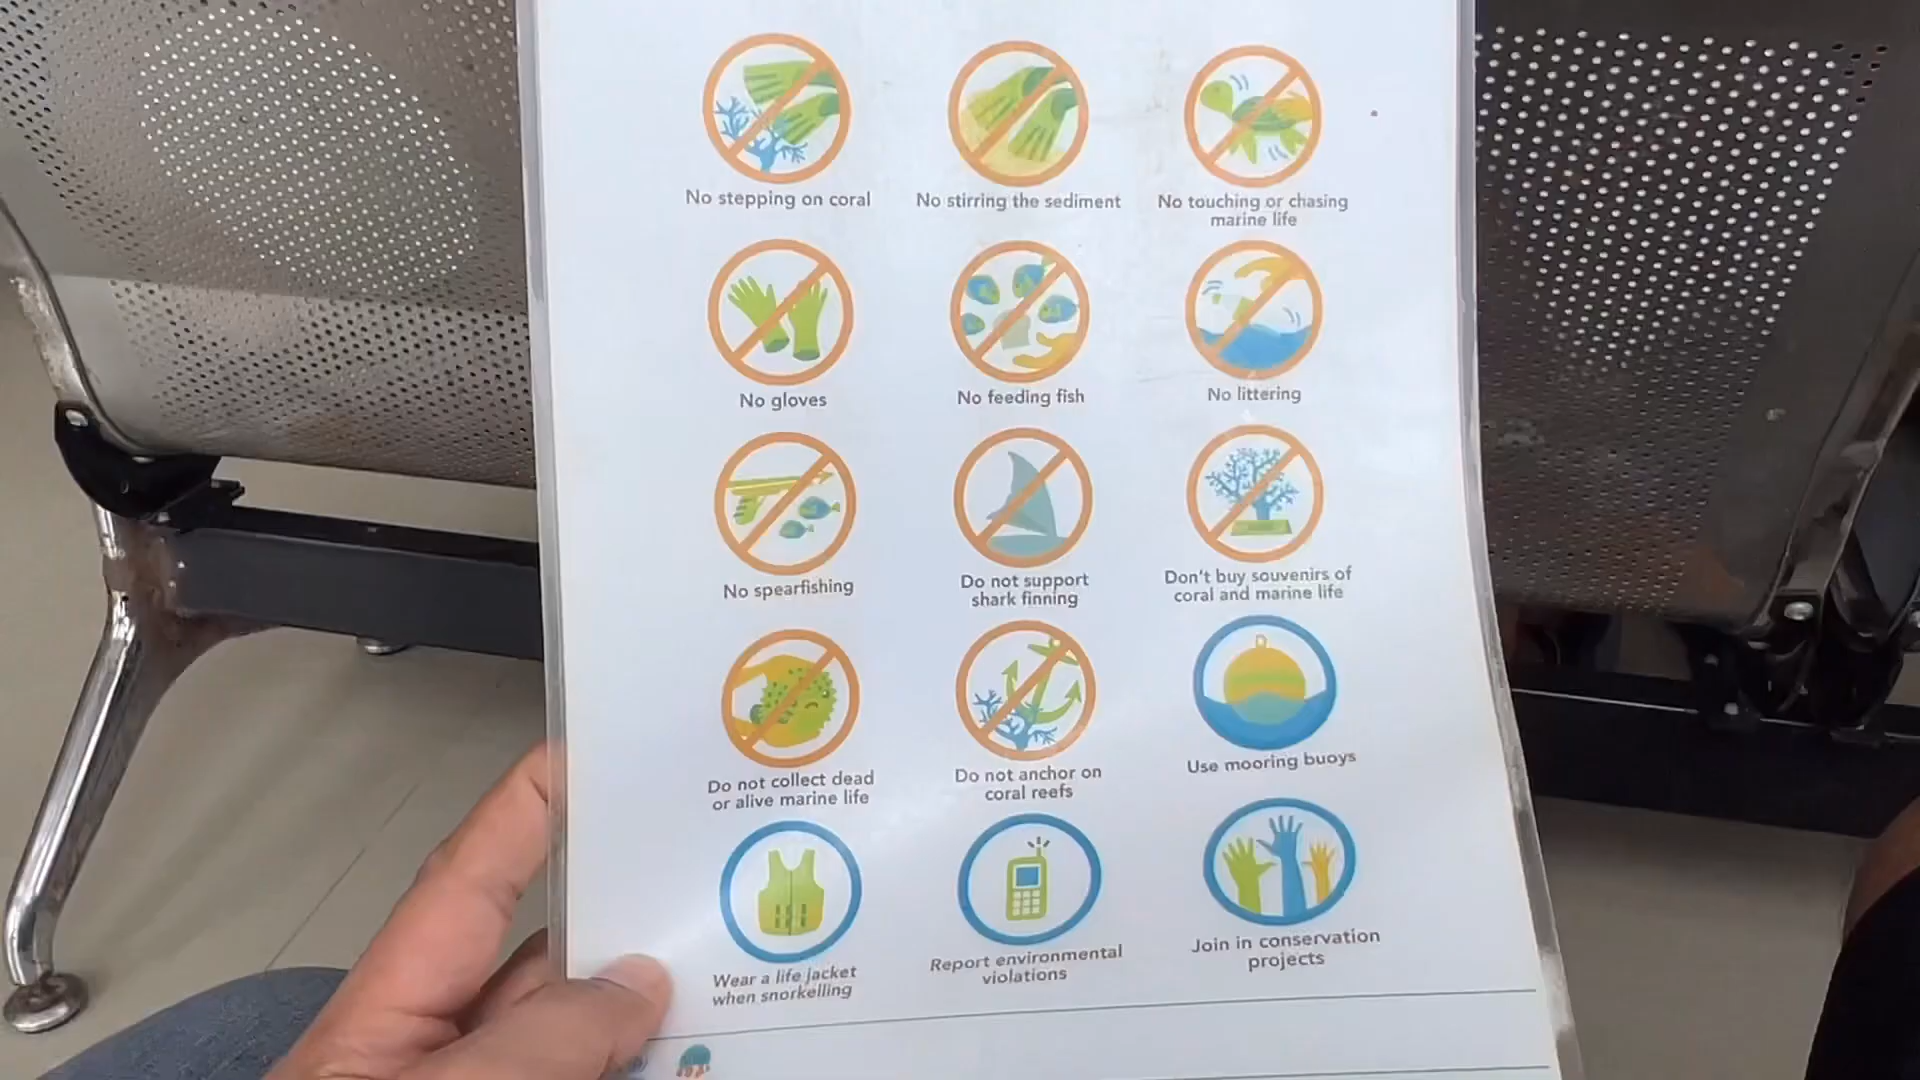 No stepping on coral
No stirring the sediment
No touching or chasing
marine life
No gloves
No feeding fish
No littering
No spearfishing
Do not support
shark finning
Don't buy souvenirs of
coral and marine life
Do not collect dead
or alive marine life
Do not anchor on
coral reefs
Use mooring buoys
Wear a life jacket
when snorkelling
Report environmental
violations
Join in conservation
projects